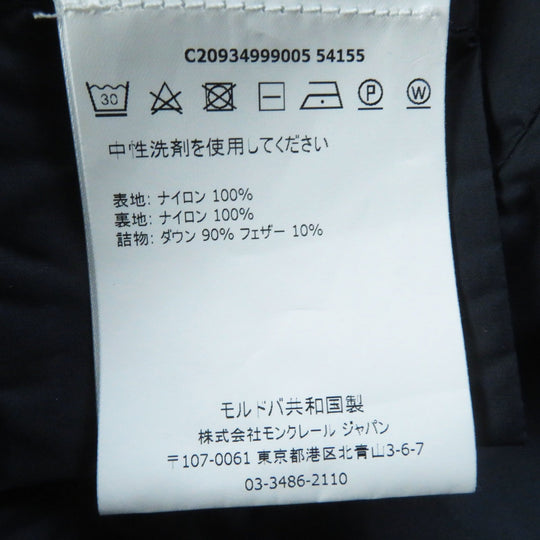 C20934999005 54155
30 P W
中性洗剤を使用してください
表地: ナイロン 100%
裏地: ナイロン 100%
詰物: ダウン 90% フェザー 10%
モルドバ共和国製
株式会社モンクレール ジャパン
〒107-0061 東京都港区北青山3-6-7
03-3486-2110